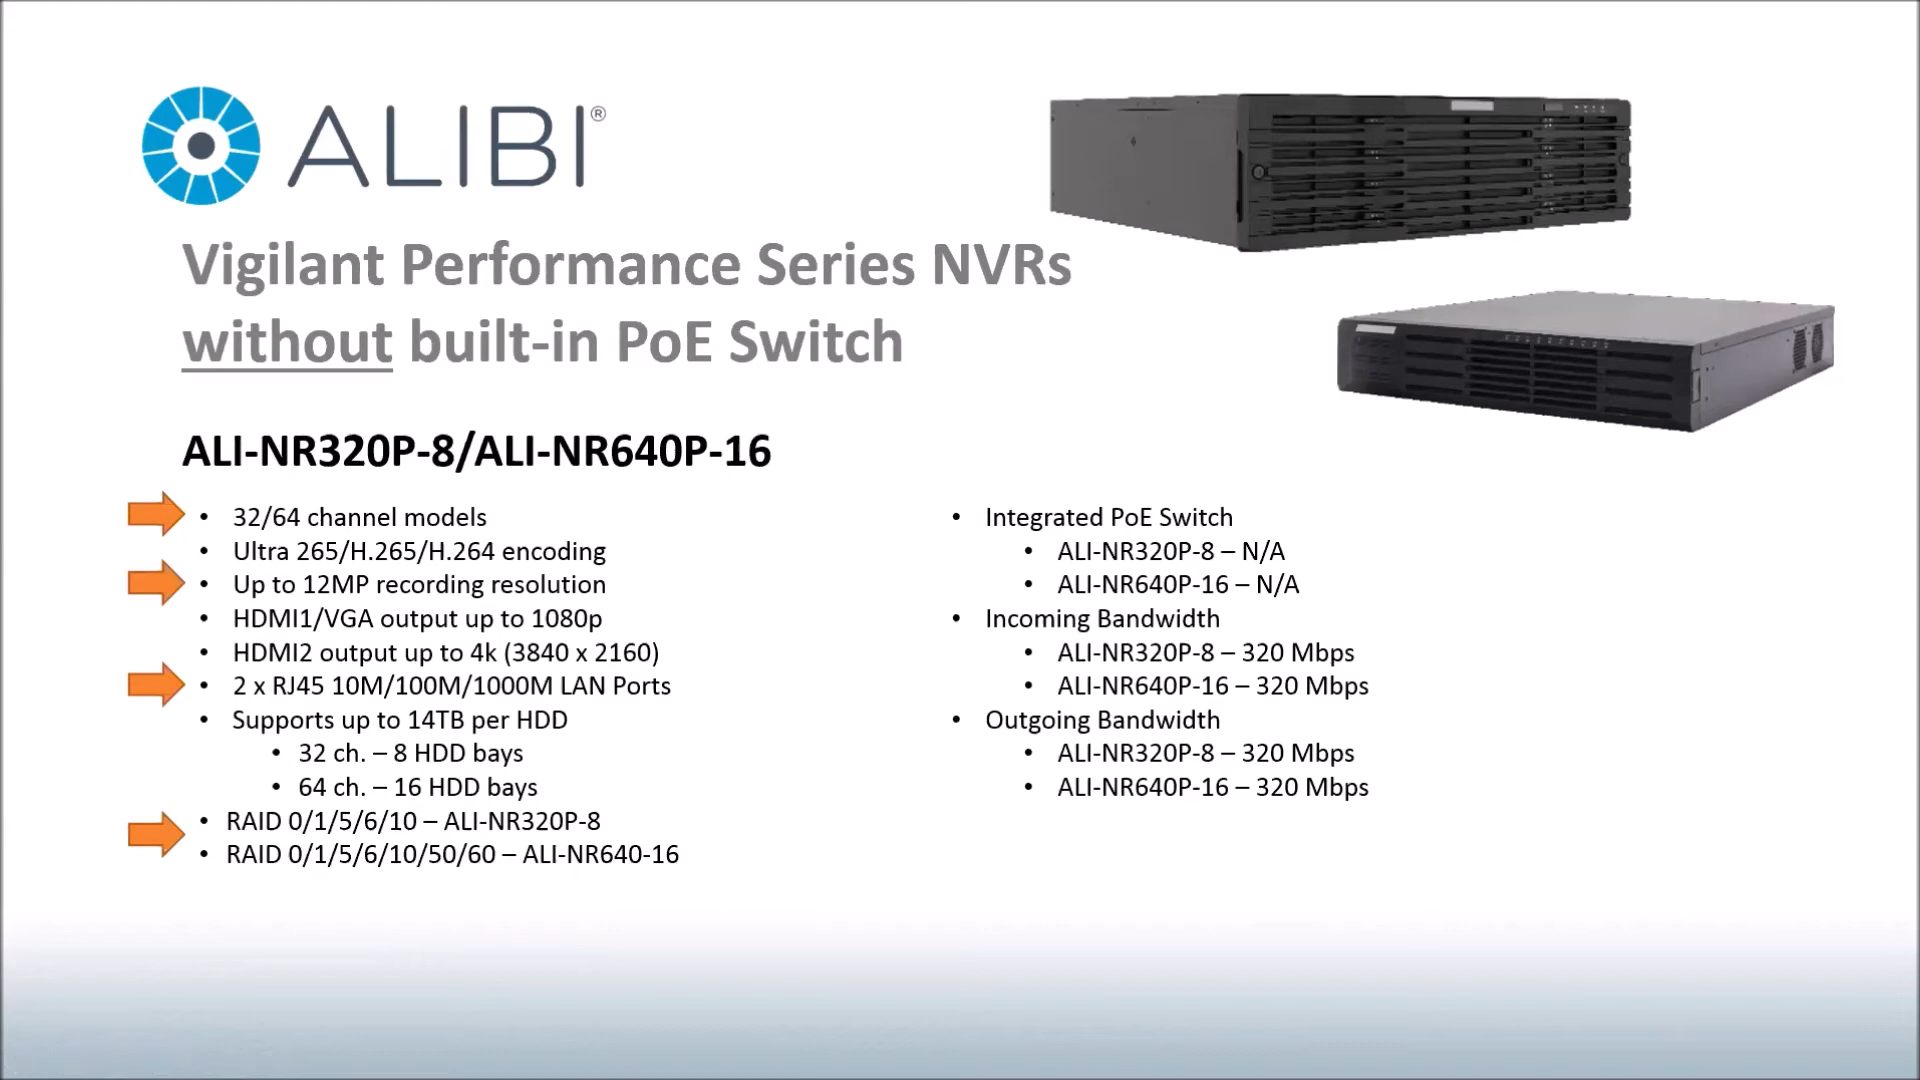 ALIBI®
Vigilant Performance Series NVRs
without built-in PoE Switch
ALI-NR320P-8/ALI-NR640P-16
• 32/64 channel models
• Ultra 265/H.265/H.264 encoding
• Up to 12MP recording resolution
• HDMI1/VGA output up to 1080p
• HDMI2 output up to 4k (3840 x 2160)
• 2 x RJ45 10M/100M/1000M LAN Ports
• Supports up to 14TB per HDD
• 32 ch. – 8 HDD bays
• 64 ch. – 16 HDD bays
• RAID 0/1/5/6/10 – ALI-NR320P-8
• RAID 0/1/5/6/10/50/60 – ALI-NR640-16
• Integrated PoE Switch
• ALI-NR320P-8 – N/A
• ALI-NR640P-16 – N/A
• Incoming Bandwidth
• ALI-NR320P-8 – 320 Mbps
• ALI-NR640P-16 – 320 Mbps
• Outgoing Bandwidth
• ALI-NR320P-8 – 320 Mbps
• ALI-NR640P-16 – 320 Mbps